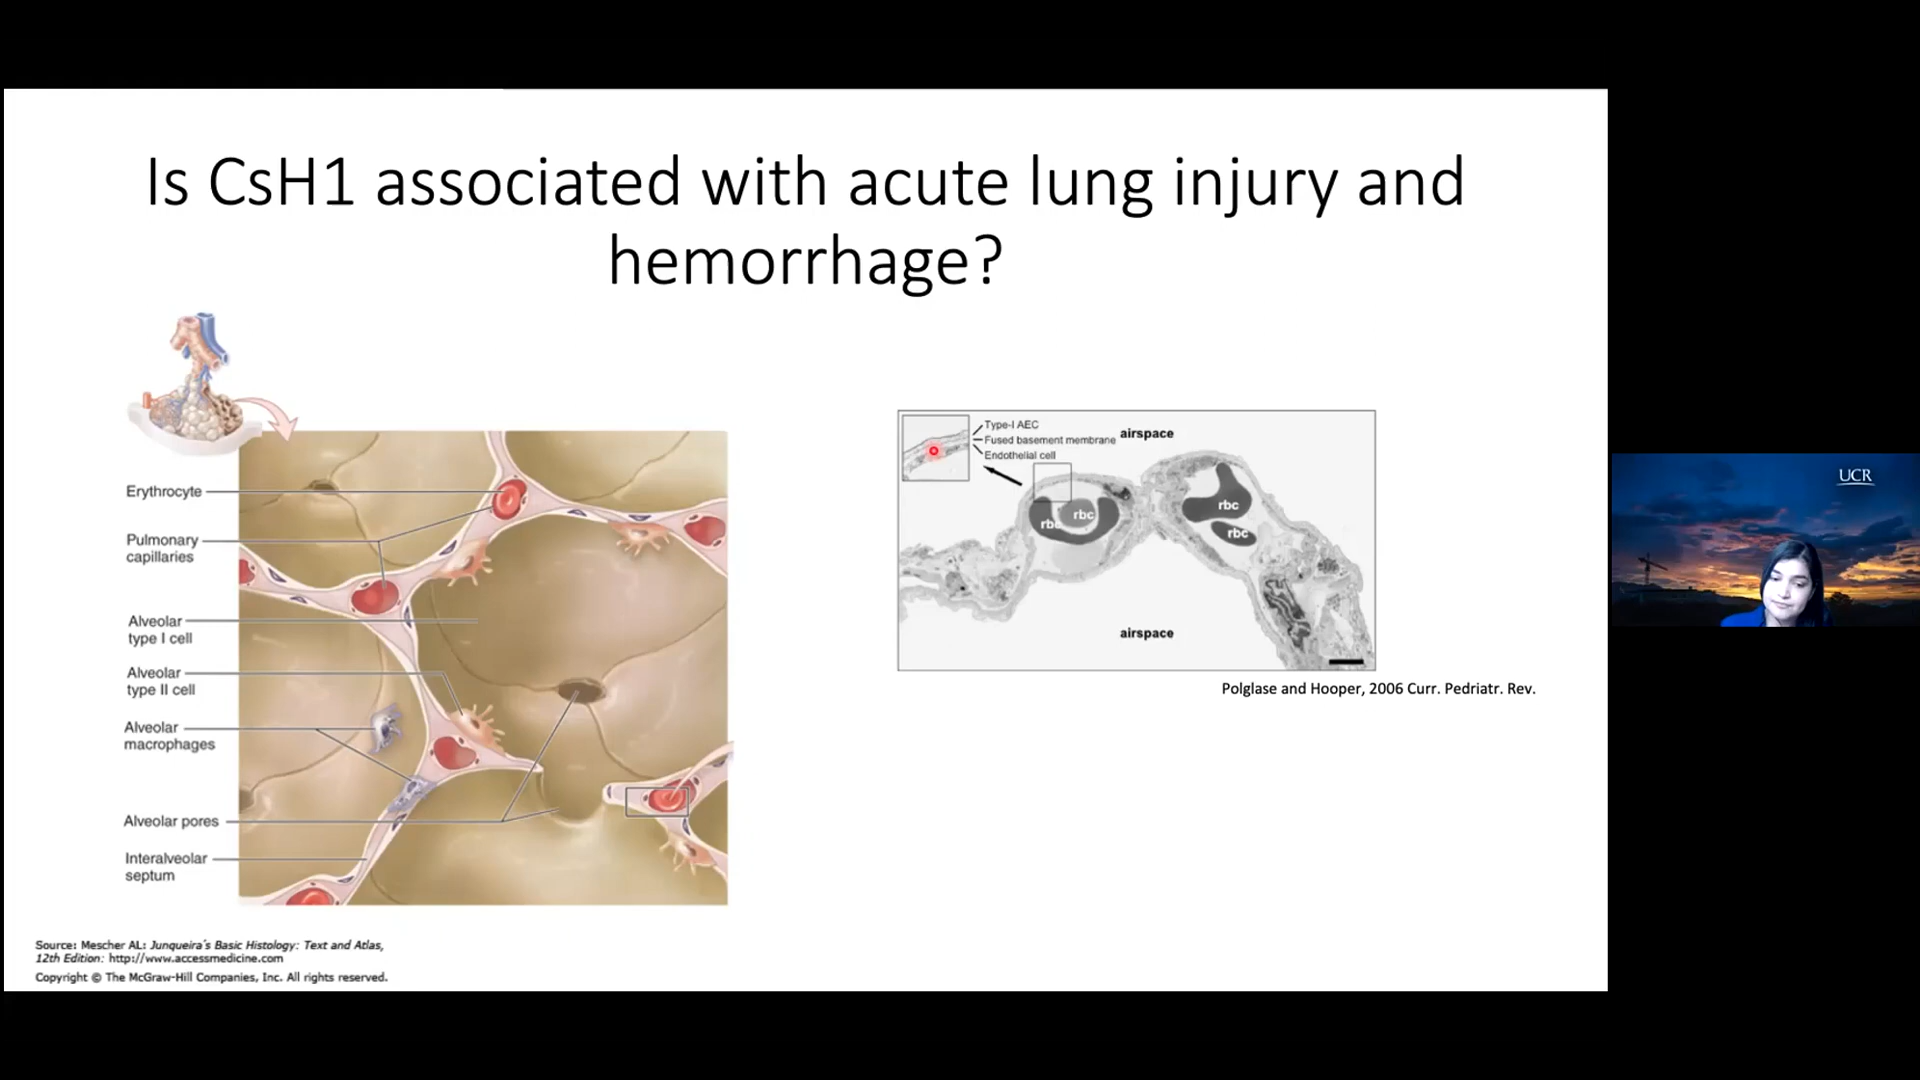 Is CsH1 associated with acute lung injury and
hemorrhage?
Erythrocyte
Pulmonary
capillaries
Alveolar
type I cell
Alveolar
type II cell
Alveolar
macrophages
Alveolar pores
Interalveolar
septum
Source: Mescher AL: Junqueira's Basic Histology: Text and Atlas,
12th Edition: http://www.accessmedicine.com
Copyright © The McGraw-Hill Companies, Inc. All rights reserved.
Type-I AEC
Fused basement membrane
Endothelial cell
airspace
rbc
rbc
rbc
rbc
airspace
Polglase and Hooper, 2006 Curr. Pedriatr. Rev.
UCR